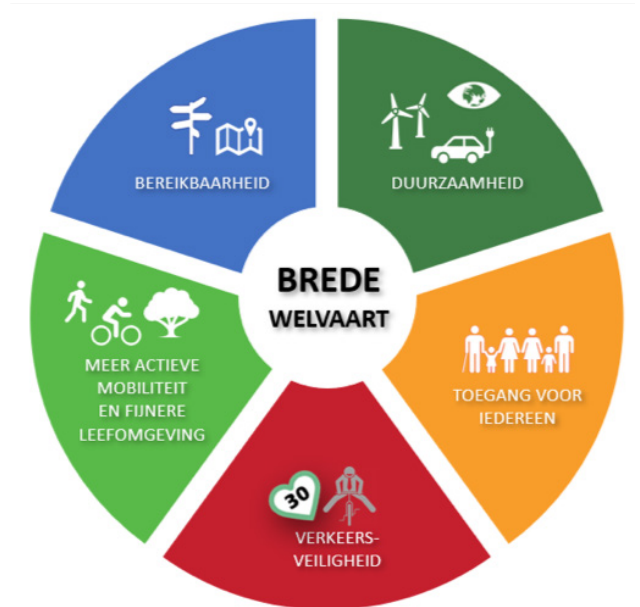 BEREIKBAARHEID
DUURZAAMHEID
BREDE
WELVAART
MEER ACTIEVE
MOBILITEIT
EN FIJNERE
LEEFOMGEVING
TOEGANG VOOR
IEDEREEN
30
VERKEERS-
VEILIGHEID